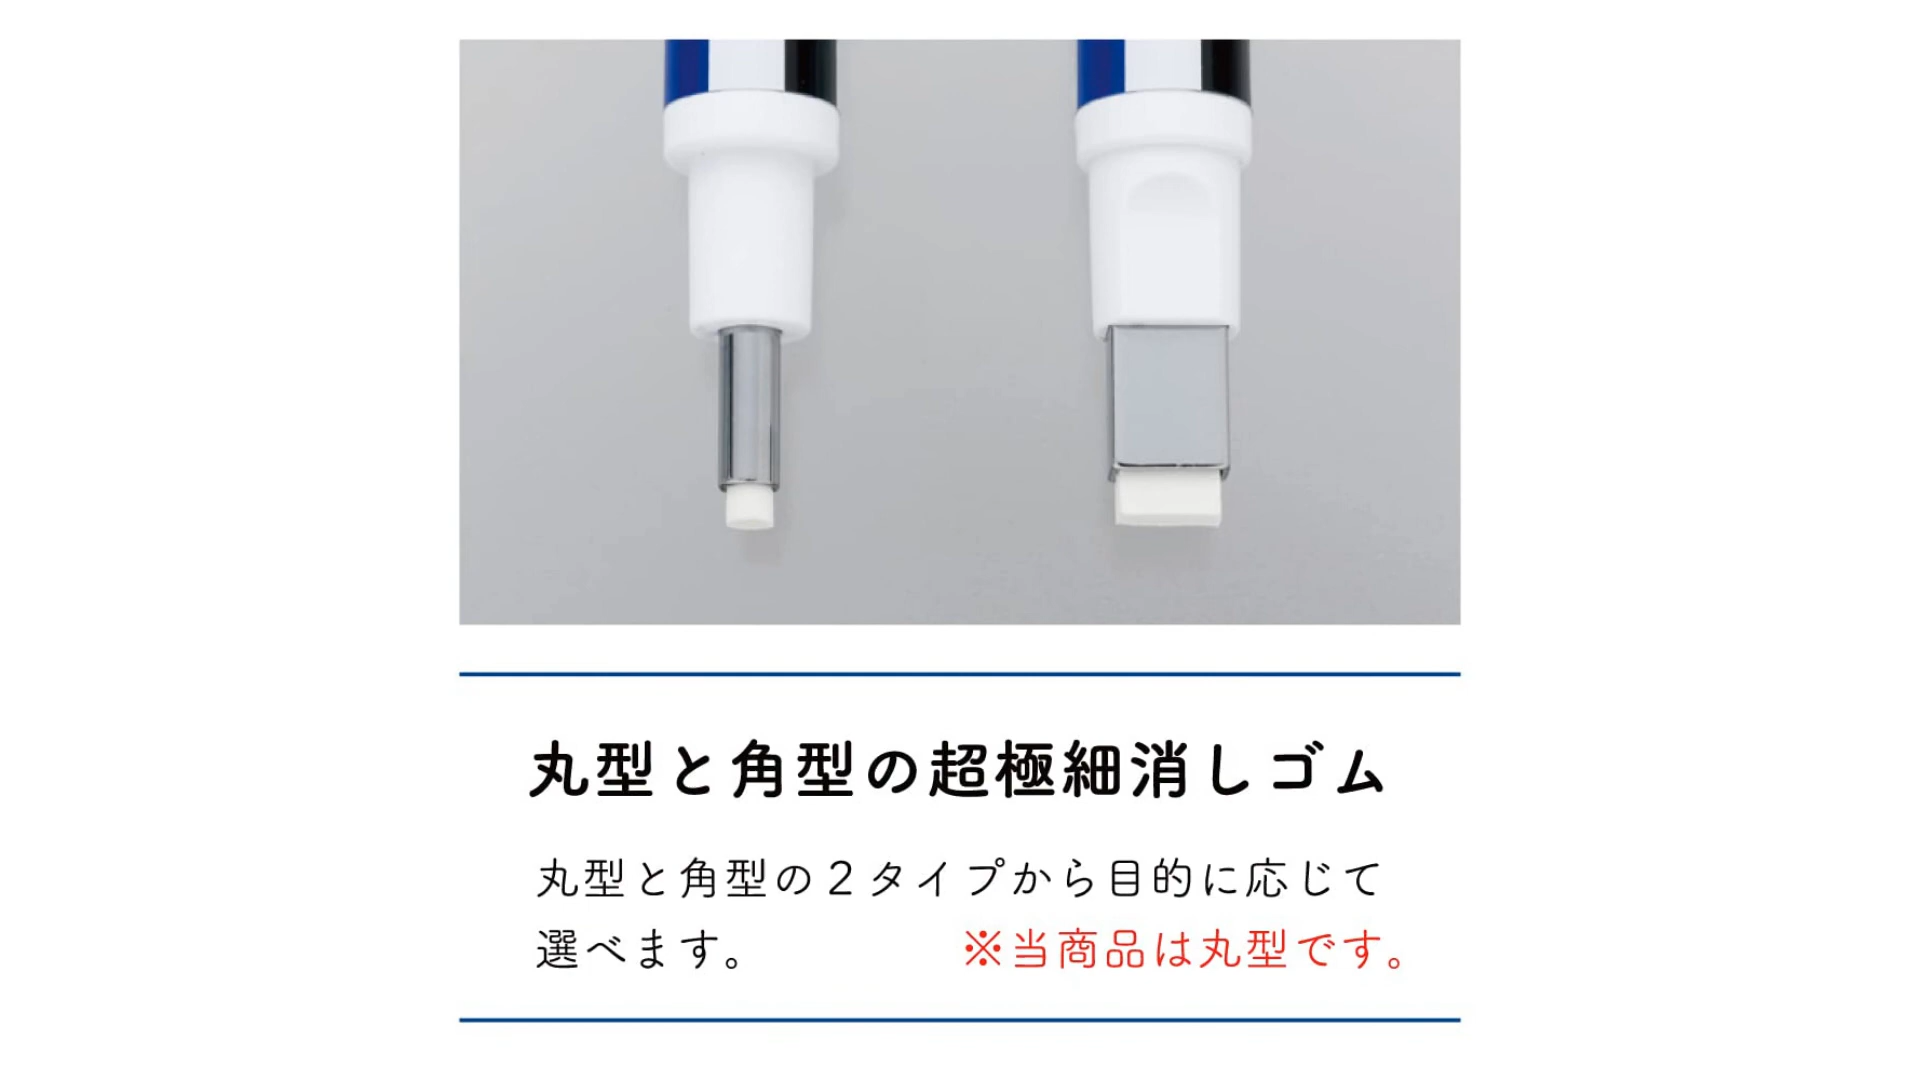 丸型と角型の超極細消しゴム
丸型と角型の２タイプから目的に応じて
選べます。 ※当商品は丸型です。